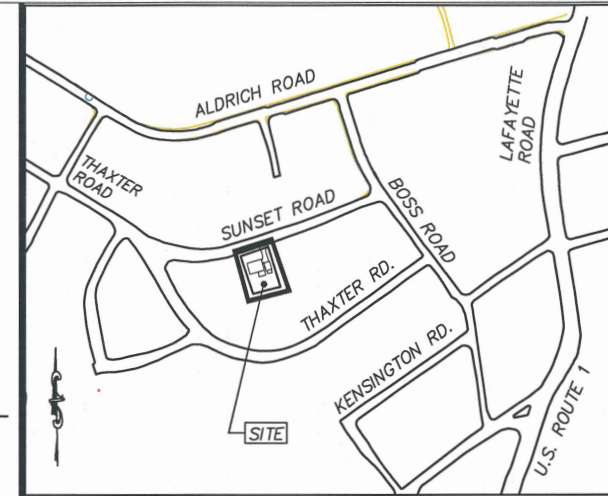 ALDRICH ROAD
LAFAYETTE
ROAD
THAXTER
ROAD
SUNSET ROAD
BOSS ROAD
THAXTER RD.
KENSINGTON RD.
SITE
U.S. ROUTE 1